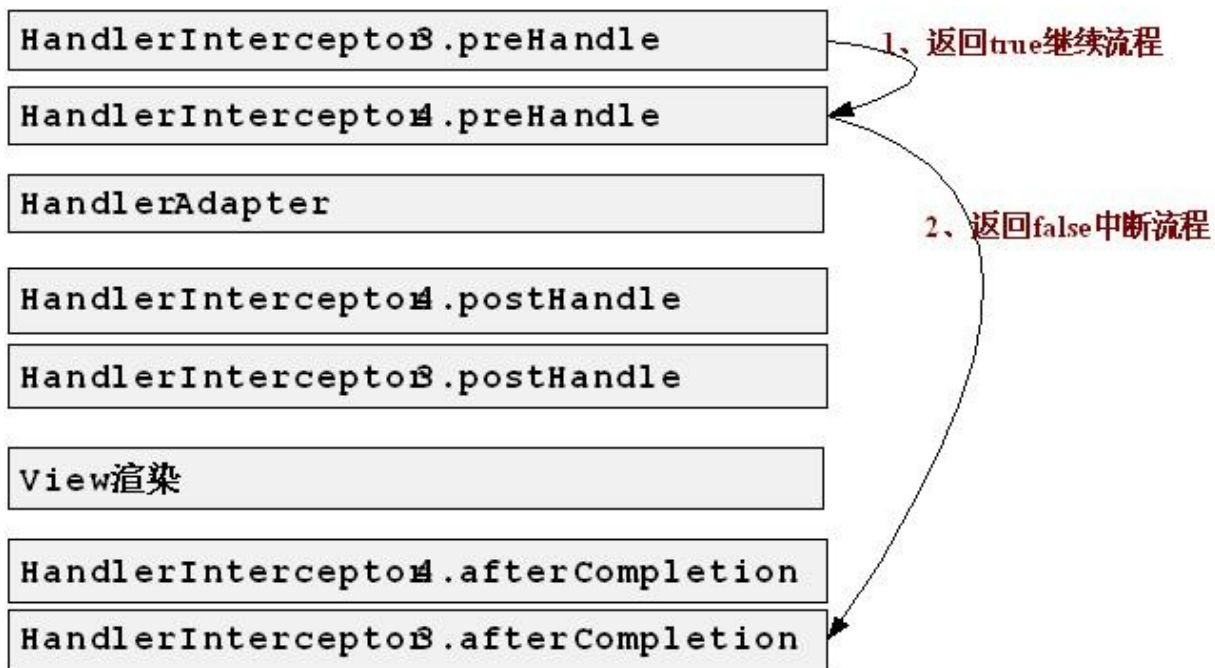 HandlerInterceptor3.preHandle
1、返回true继续流程
HandlerInterceptor4.preHandle
HandlerAdapter
2、返回false中断流程
HandlerInterceptor4.postHandle
HandlerInterceptor3.postHandle
View渲染
HandlerInterceptor4.afterCompletion
HandlerInterceptor3.afterCompletion